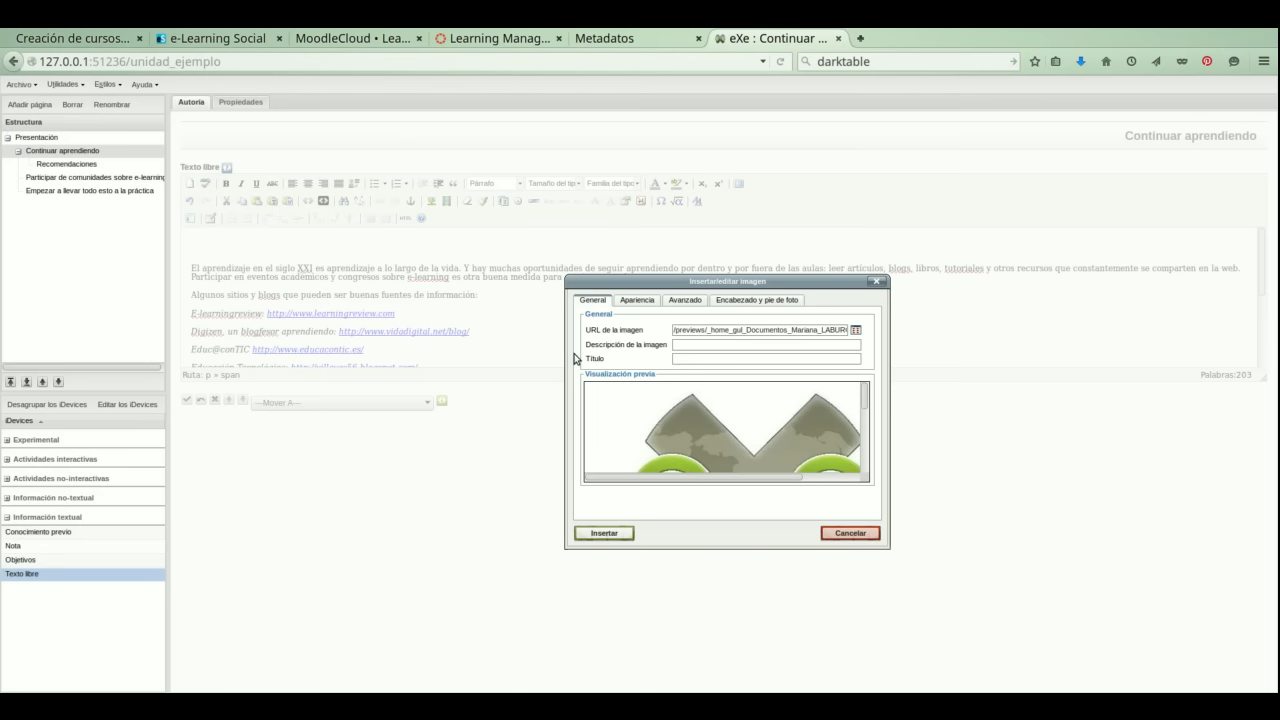 Creación de cursos...
e-Learning Social
MoodleCloud • Lea...
Learning Manag...
Metadatos
eXe : Continuar ...
127.0.0.1:51236/unidad_ejemplo
darktable
Archivo
Utilidades
Estilos
Ayuda
Añadir página
Borrar
Renombrar
Autoría
Propiedades
Estructura
Presentación
Continuar aprendiendo
Recomendaciones
Participar de comunidades sobre e-learning
Empezar a llevar todo esto a la práctica
Continuar aprendiendo
Texto libre
Párrafo
Tamaño del tip
Familia del tipo
HTML
El aprendizaje en el siglo XXI es aprendizaje a lo largo de la vida. Y hay muchas oportunidades de seguir aprendiendo por dentro y por fuera de las aulas: leer artículos, blogs, libros, tutoriales y otros recursos que constantemente se comparten en la web.
Participar en eventos académicos y congresos sobre e-learning es otra buena medida para
Algunos sitios y blogs que pueden ser buenas fuentes de información:
E-learningreview: http://www.learningreview.com
Digizen, un blogfesor aprendiendo: http://www.vidadigital.net/blog/
Educ@conTIC http://www.educacontic.es/
Ruta: p » span
Palabras:203
---Mover A---
Insertar/editar imagen
General
Apariencia
Avanzado
Encabezado y pie de foto
General
URL de la imagen
/previews/_home_gul_Documentos_Mariana_LABUR
Descripción de la imagen
Título
Visualización previa
Insertar
Cancelar
Desagrupar los iDevices
Editar los iDevices
iDevices
Experimental
Actividades interactivas
Actividades no-interactivas
Información no-textual
Información textual
Conocimiento previo
Nota
Objetivos
Texto libre